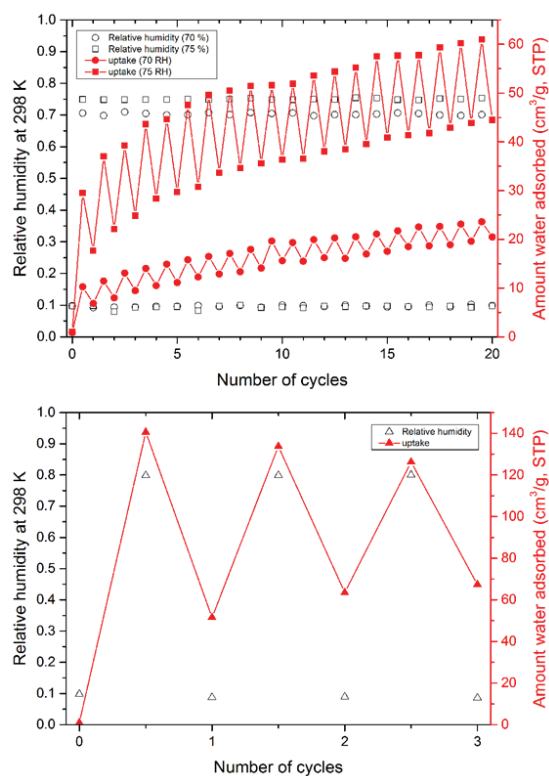 Relative humidity (70 %)
Relative humidity (75 %)
uptake (70 RH)
uptake (75 RH)
1.0
0.9
0.8
0.7
0.6
0.5
0.4
0.3
0.2
0.1
0.0
Relative humidity at 298 K
60
50
40
30
20
10
0
Amount water adsorbed (cm³/g, STP)
0 5 10 15 20
Number of cycles
Relative humidity
uptake
1.0
0.9
0.8
0.7
0.6
0.5
0.4
0.3
0.2
0.1
0.0
Relative humidity at 298 K
140
120
100
80
60
40
20
0
Amount water adsorbed (cm³/g, STP)
0 1 2 3
Number of cycles